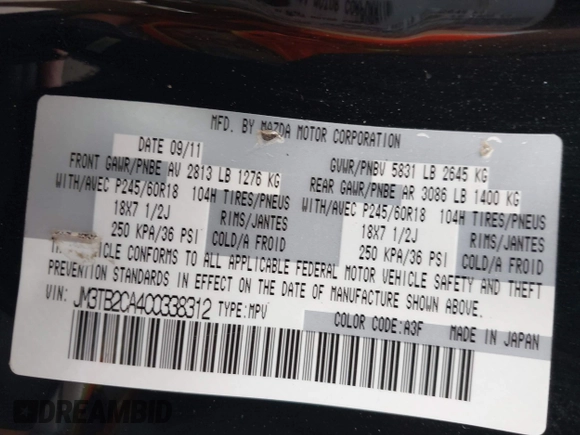 MFD. BY MAZDA MOTOR CORPORATION
DATE 09/11
GVWR/PNBV 5831 LB 2645 KG
FRONT GAWR/PNBE AV 2813 LB 1276 KG
REAR GAWR/PNBE AR 3086 LB 1400 KG
WITH/AVEC P245/60R18 104H TIRES/PNEUS
WITH/AVEC P245/60R18 104H TIRES/PNEUS
18X7 1/2J RIMS/JANTES
18X7 1/2J RIMS/JANTES
250 KPA/36 PSI COLD/A FROID
250 KPA/36 PSI COLD/A FROID
VEHICLE CONFORMS TO ALL APPLICABLE FEDERAL MOTOR VEHICLE SAFETY AND THEFT
PREVENTION STANDARDS IN EFFECT ON THE DATE OF MANUFACTURE SHOWN ABOVE.
VIN: JM3TB2CA4C0338312 TYPE:MPV
COLOR CODE:A3F MADE IN JAPAN
DREAMBID